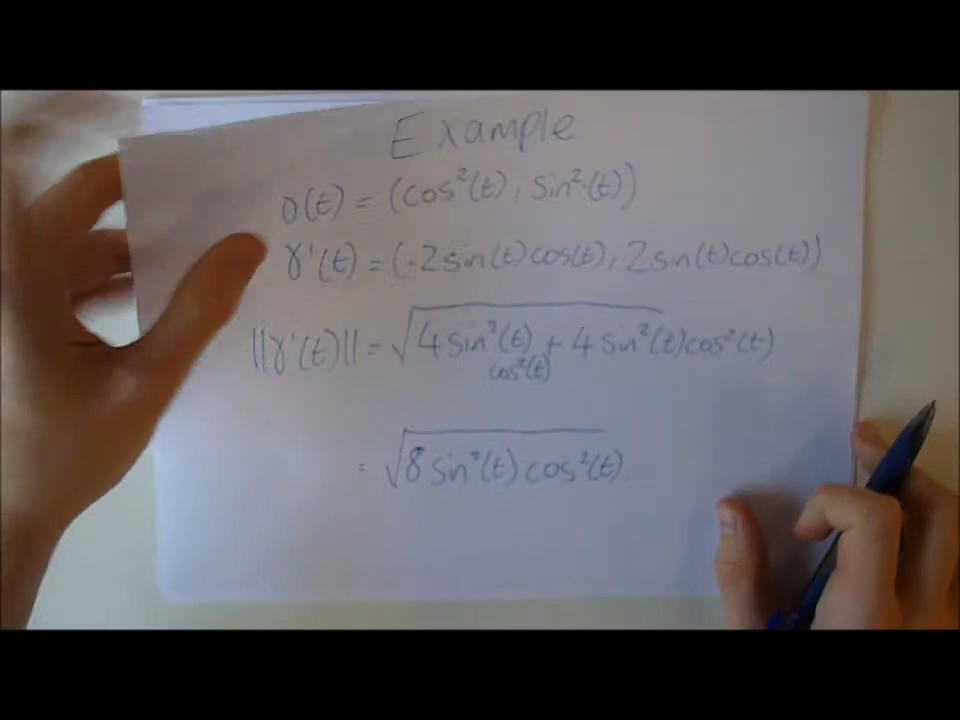 Example
γ(t) = (cos²(t), sin²(t))
γ'(t) = (-2sin(t)cos(t), 2sin(t)cos(t))
||γ'(t)|| = √4sin²(t) + 4sin²(t)cos²(t)
cos²(t)
= √8sin²(t)cos²(t)